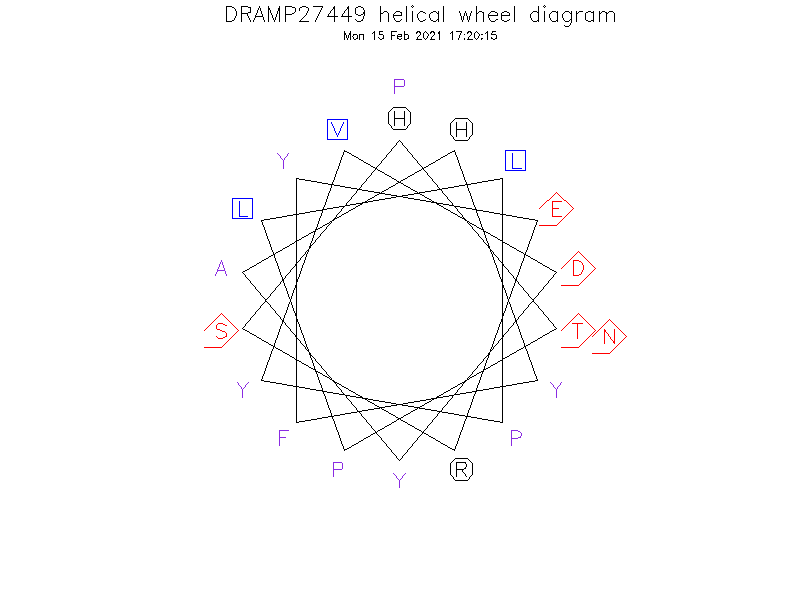 DRAMP27449 helical wheel diagram
Mon 15 Feb 2021 17:20:15
P
V H H
Y L
L E
A D
S T N
Y Y
F P
P Y R